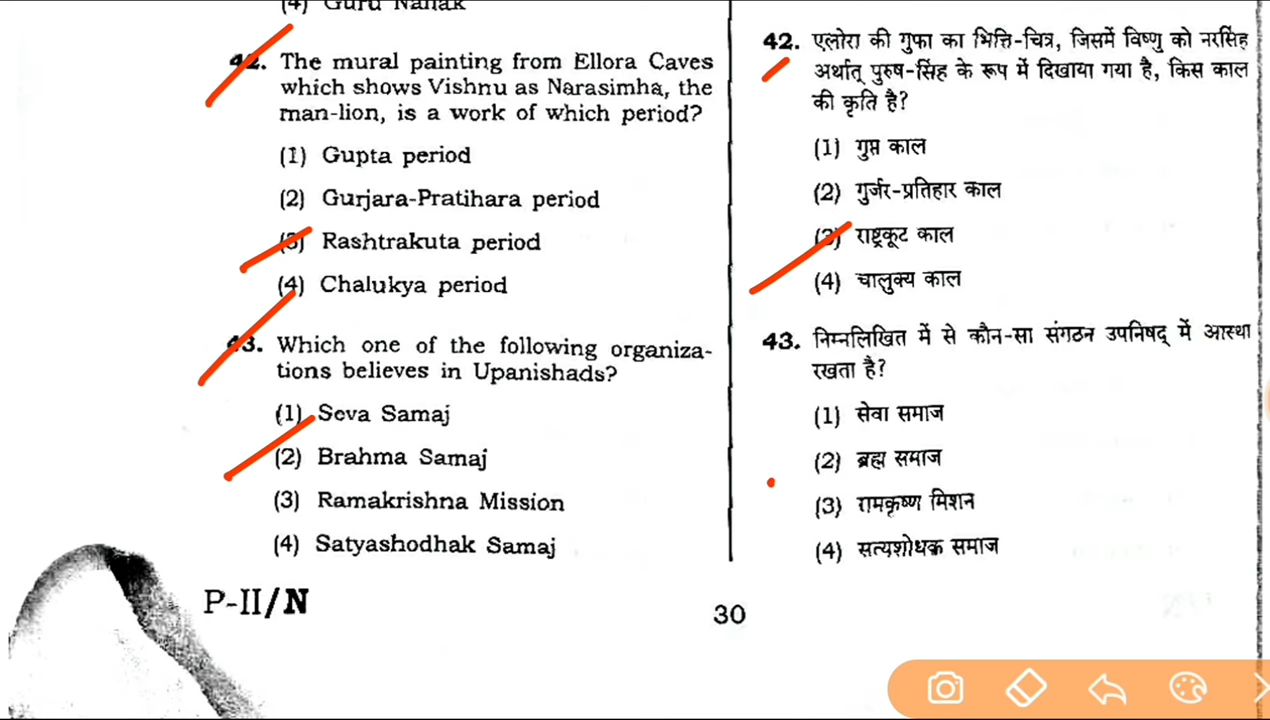 (4) Guru Nanak
42. The mural painting from Ellora Caves
which shows Vishnu as Narasimha, the
man-lion, is a work of which period?
(1) Gupta period
(2) Gurjara-Pratihara period
(3) Rashtrakuta period
(4) Chalukya period
43. Which one of the following organiza-
tions believes in Upanishads?
(1) Seva Samaj
(2) Brahma Samaj
(3) Ramakrishna Mission
(4) Satyashodhak Samaj
42. एलोरा की गुफा का भित्ति-चित्र, जिसमें विष्णु को नरसिंह
अर्थात् पुरुष-सिंह के रूप में दिखाया गया है, किस काल
की कृति है?
(1) गुप्त काल
(2) गुर्जर-प्रतिहार काल
(3) राष्ट्रकूट काल
(4) चालुक्य काल
43. निम्नलिखित में से कौन-सा संगठन उपनिषद् में आस्था
रखता है?
(1) सेवा समाज
(2) ब्रह्म समाज
(3) रामकृष्ण मिशन
(4) सत्यशोधक समाज
P-II/N
30